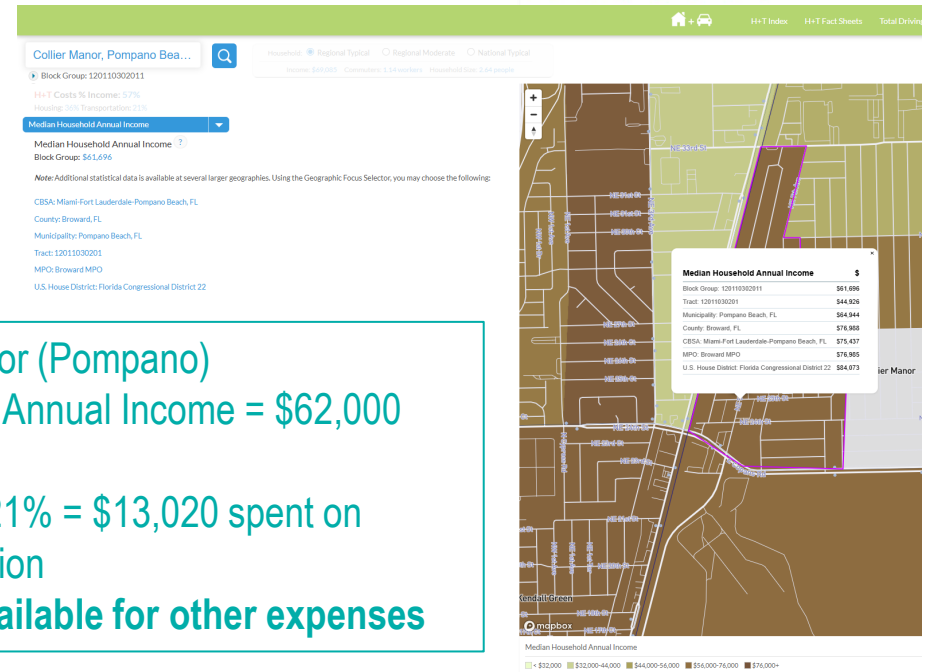 H+T Index H+T Fact Sheets Total Driving
Collier Manor, Pompano Bea...
Household: Regional Typical Regional Moderate National Typical
Block Group: 120110302011
H+T Costs % Income: 57%
Housing: 36% Transportation: 21%
Median Household Annual Income
Median Household Annual Income ?
Block Group: $61,696
Note: Additional statistical data is available at several larger geographies. Using the Geographic Focus Selector, you may choose the following:
CBSA: Miami-Fort Lauderdale-Pompano Beach, FL
County: Broward, FL
Municipality: Pompano Beach, FL
Tract: 12011030201
MPO: Broward MPO
U.S. House District: Florida Congressional District 22
or (Pompano)
Annual Income = $62,000
21% = $13,020 spent on
tion
ailable for other expenses
NE 33rd St
Median Household Annual Income $
Block Group: 120110302011 $61,696
Tract: 12011030201 $44,926
Municipality: Pompano Beach, FL $64,944
County: Broward, FL $76,988
CBSA: Miami-Fort Lauderdale-Pompano Beach, FL $75,437
MPO: Broward MPO $76,985
U.S. House District: Florida Congressional District 22 $84,073
ier Manor
Kendall Green
mapbox
Median Household Annual Income
< $32,000 $32,000-44,000 $44,000-56,000 $56,000-76,000 $76,000+